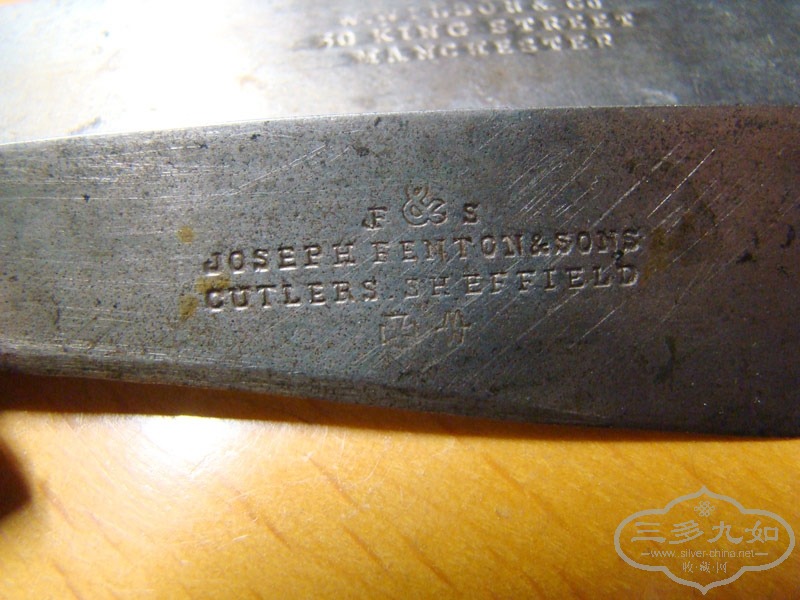 & CO
30 KING STREET
MANCHESTER
F & S
JOSEPH FENTON & SONS
CUTLERS SHEFFIELD
三多九如
www.silver-china.net
收·藏·网